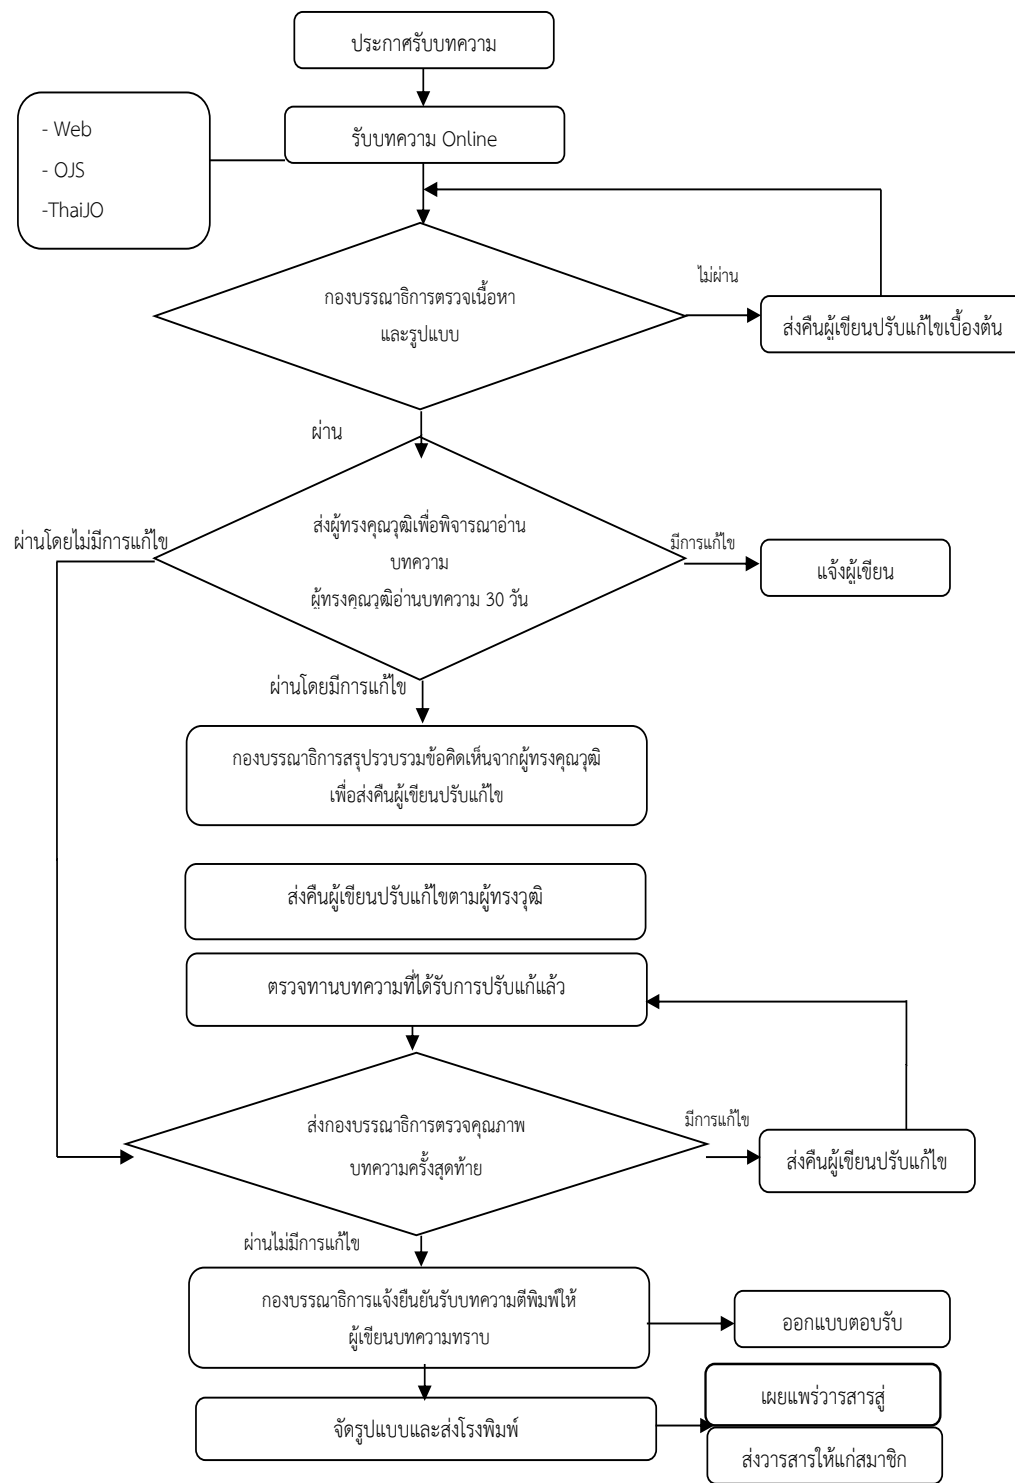 ประกาศรับบทความ
- Web
- OJS
-ThaiJO
รับบทความ Online
กองบรรณาธิการตรวจเนื้อหา
และรูปแบบ
ไม่ผ่าน
ส่งคืนผู้เขียนปรับแก้ไขเบื้องต้น
ผ่าน
ผ่านโดยไม่มีการแก้ไข
ส่งผู้ทรงคุณวุฒิเพื่อพิจารณาอ่าน
บทความ
ผู้ทรงคุณวุฒิอ่านบทความ 30 วัน
มีการแก้ไข
แจ้งผู้เขียน
ผ่านโดยมีการแก้ไข
กองบรรณาธิการสรุปรวบรวมข้อคิดเห็นจากผู้ทรงคุณวุฒิ
เพื่อส่งคืนผู้เขียนปรับแก้ไข
ส่งคืนผู้เขียนปรับแก้ไขตามผู้ทรงวุฒิ
ตรวจทานบทความที่ได้รับการปรับแก้แล้ว
ส่งกองบรรณาธิการตรวจคุณภาพ
บทความครั้งสุดท้าย
มีการแก้ไข
ส่งคืนผู้เขียนปรับแก้ไข
ผ่านไม่มีการแก้ไข
กองบรรณาธิการแจ้งยืนยันรับบทความตีพิมพ์ให้
ผู้เขียนบทความทราบ
ออกแบบตอบรับ
จัดรูปแบบและส่งโรงพิมพ์
เผยแพร่วารสารสู่
ส่งวารสารให้แก่สมาชิก